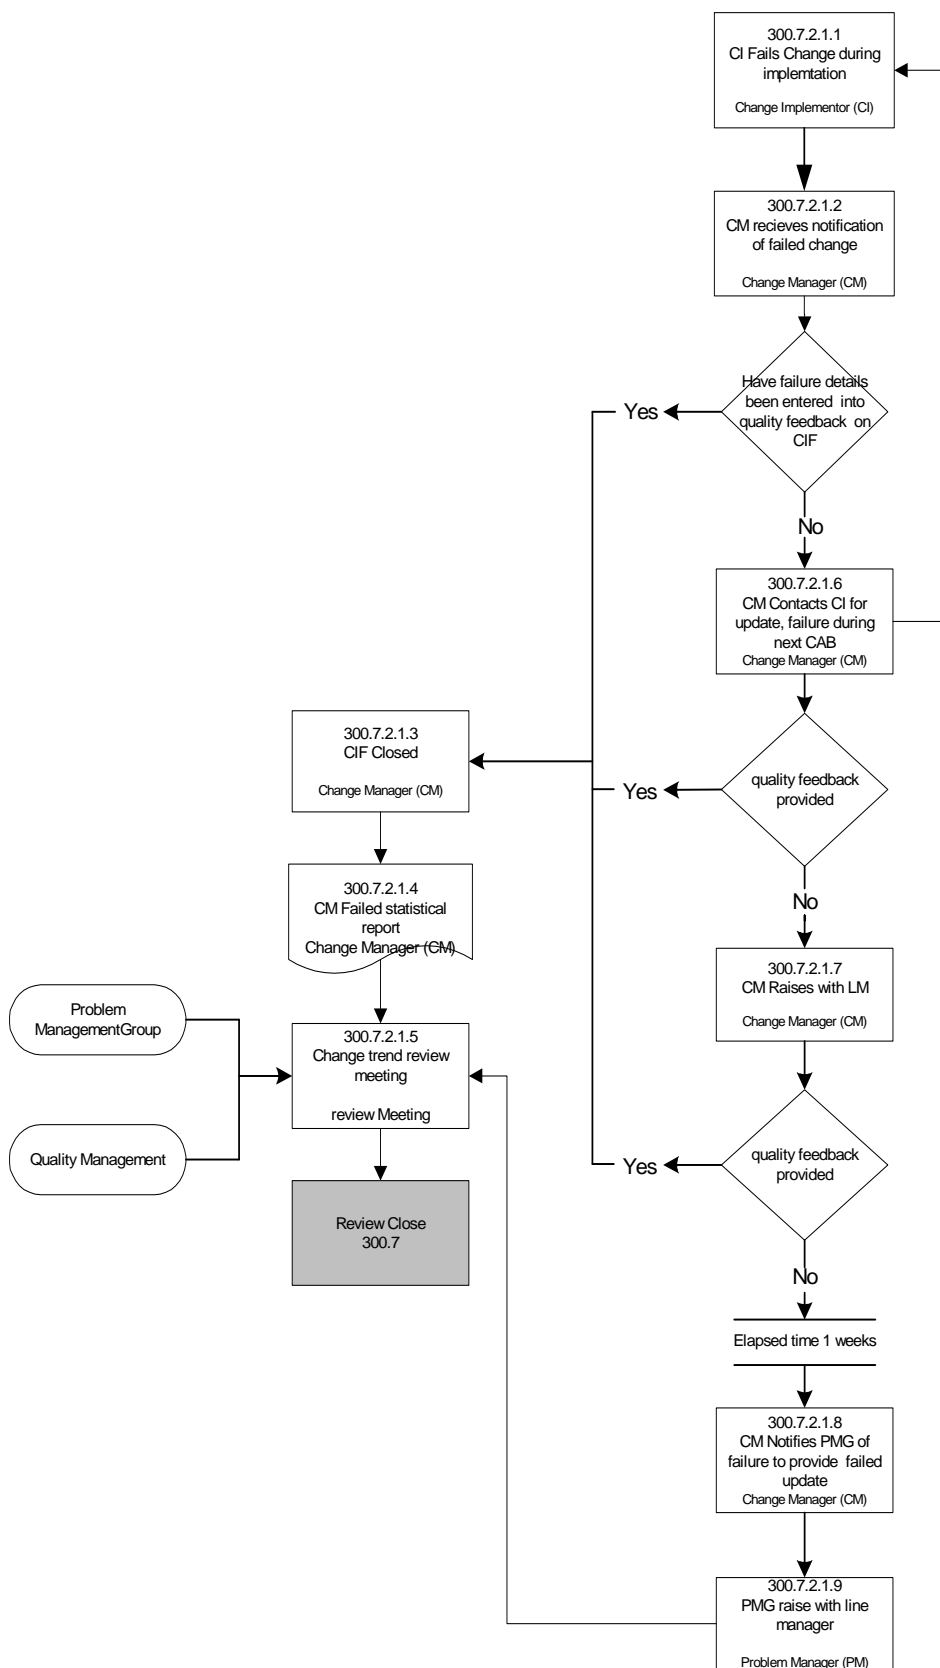 300.7.2.1.1
CI Fails Change during
implemtation
Change Implementor (CI)
300.7.2.1.2
CM recieves notification
of failed change
Change Manager (CM)
Have failure details
been entered into
quality feedback on
CIF
Yes
No
300.7.2.1.6
CM Contacts CI for
update, failure during
next CAB
Change Manager (CM)
300.7.2.1.3
CIF Closed
Change Manager (CM)
quality feedback
provided
Yes
No
300.7.2.1.4
CM Failed statistical
report
Change Manager (CM)
300.7.2.1.7
CM Raises with LM
Change Manager (CM)
Problem
ManagementGroup
300.7.2.1.5
Change trend review
meeting
review Meeting
Quality Management
quality feedback
provided
Yes
No
Review Close
300.7
Elapsed time 1 weeks
300.7.2.1.8
CM Notifies PMG of
failure to provide failed
update
Change Manager (CM)
300.7.2.1.9
PMG raise with line
manager
Problem Manager (PM)